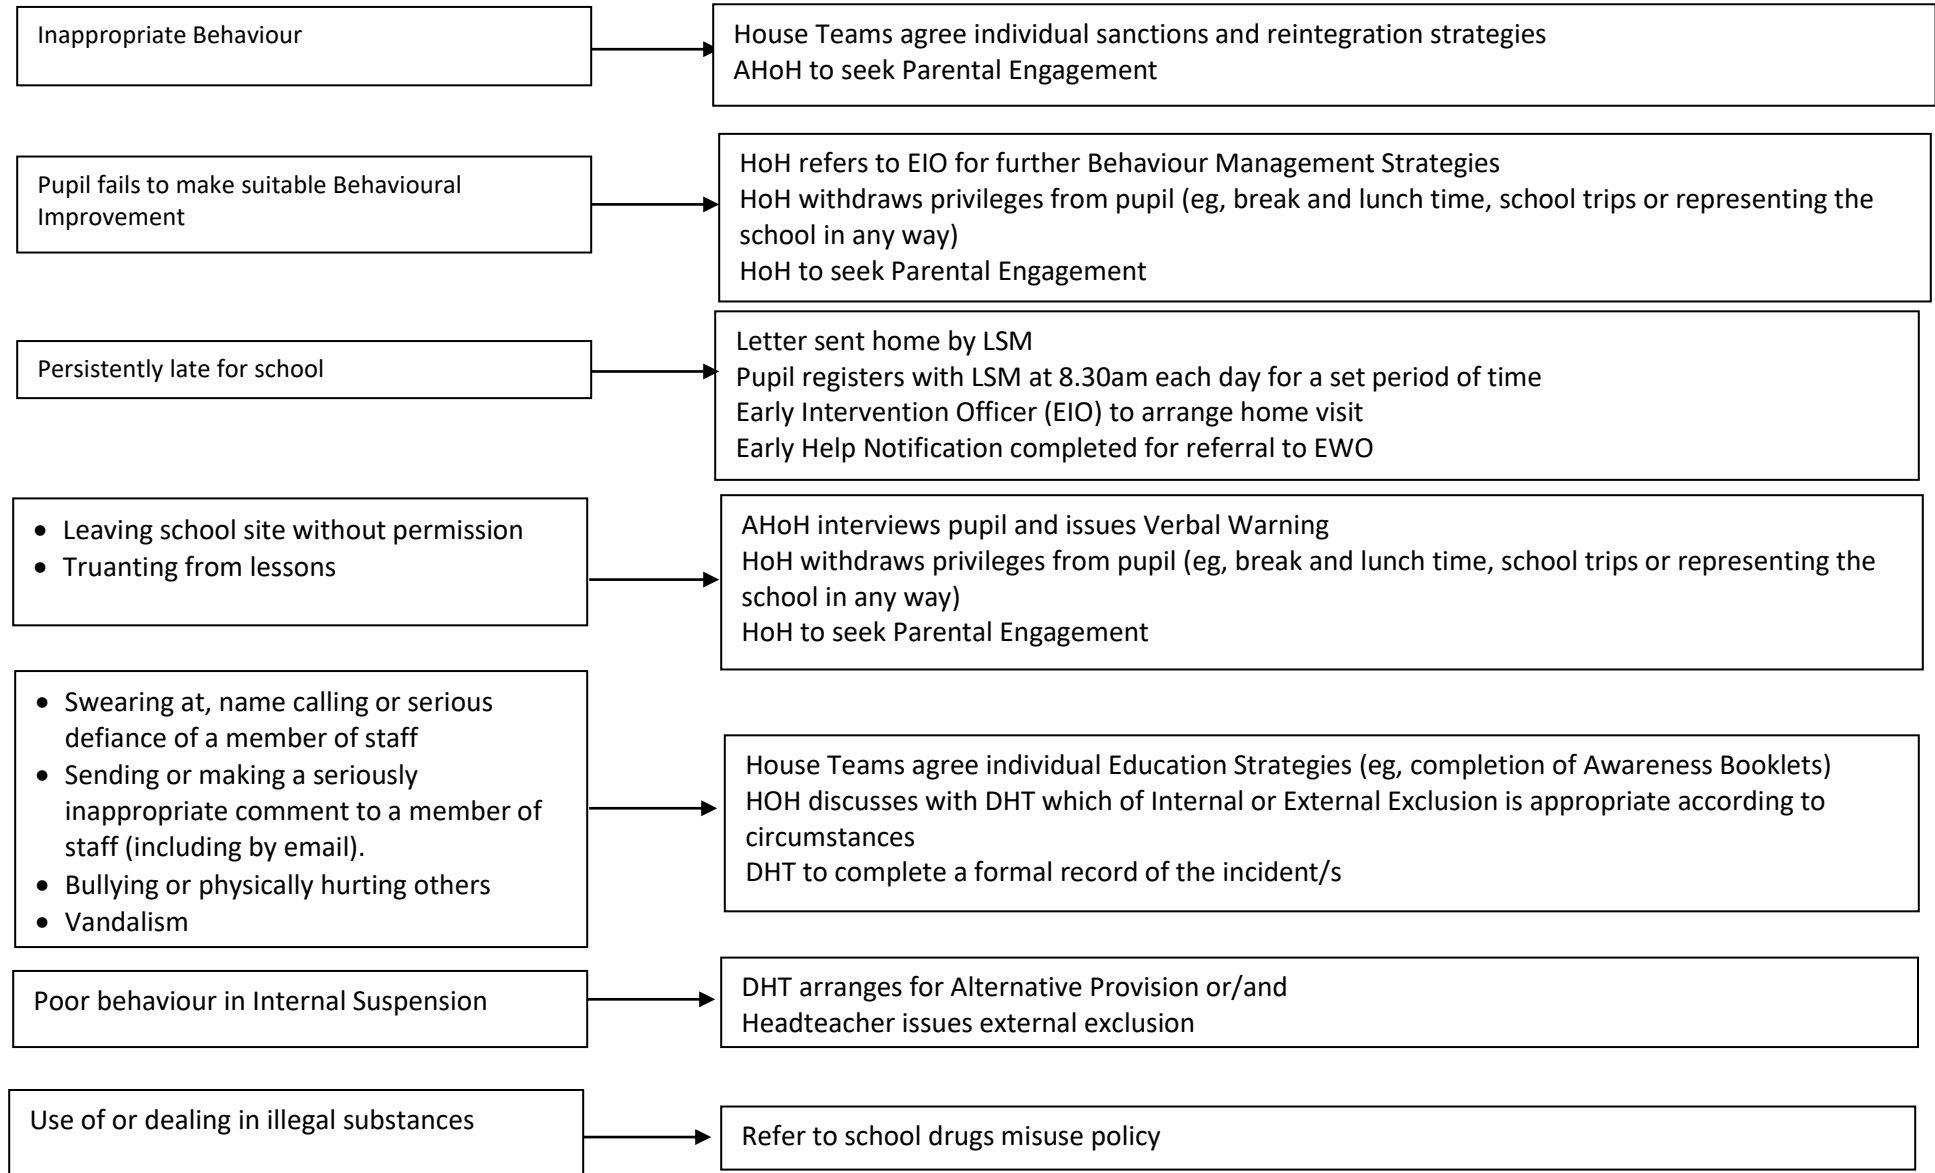 Inappropriate Behaviour
House Teams agree individual sanctions and reintegration strategies
AHoH to seek Parental Engagement
Pupil fails to make suitable Behavioural
Improvement
HoH refers to EIO for further Behaviour Management Strategies
HoH withdraws privileges from pupil (eg, break and lunch time, school trips or representing the
school in any way)
HoH to seek Parental Engagement
Persistently late for school
Letter sent home by LSM
Pupil registers with LSM at 8.30am each day for a set period of time
Early Intervention Officer (EIO) to arrange home visit
Early Help Notification completed for referral to EWO
• Leaving school site without permission
• Truanting from lessons
AHoH interviews pupil and issues Verbal Warning
HoH withdraws privileges from pupil (eg, break and lunch time, school trips or representing the
school in any way)
HoH to seek Parental Engagement
• Swearing at, name calling or serious
defiance of a member of staff
• Sending or making a seriously
inappropriate comment to a member of
staff (including by email).
• Bullying or physically hurting others
• Vandalism
House Teams agree individual Education Strategies (eg, completion of Awareness Booklets)
HOH discusses with DHT which of Internal or External Exclusion is appropriate according to
circumstances
DHT to complete a formal record of the incident/s
Poor behaviour in Internal Suspension
DHT arranges for Alternative Provision or/and
Headteacher issues external exclusion
Use of or dealing in illegal substances
Refer to school drugs misuse policy